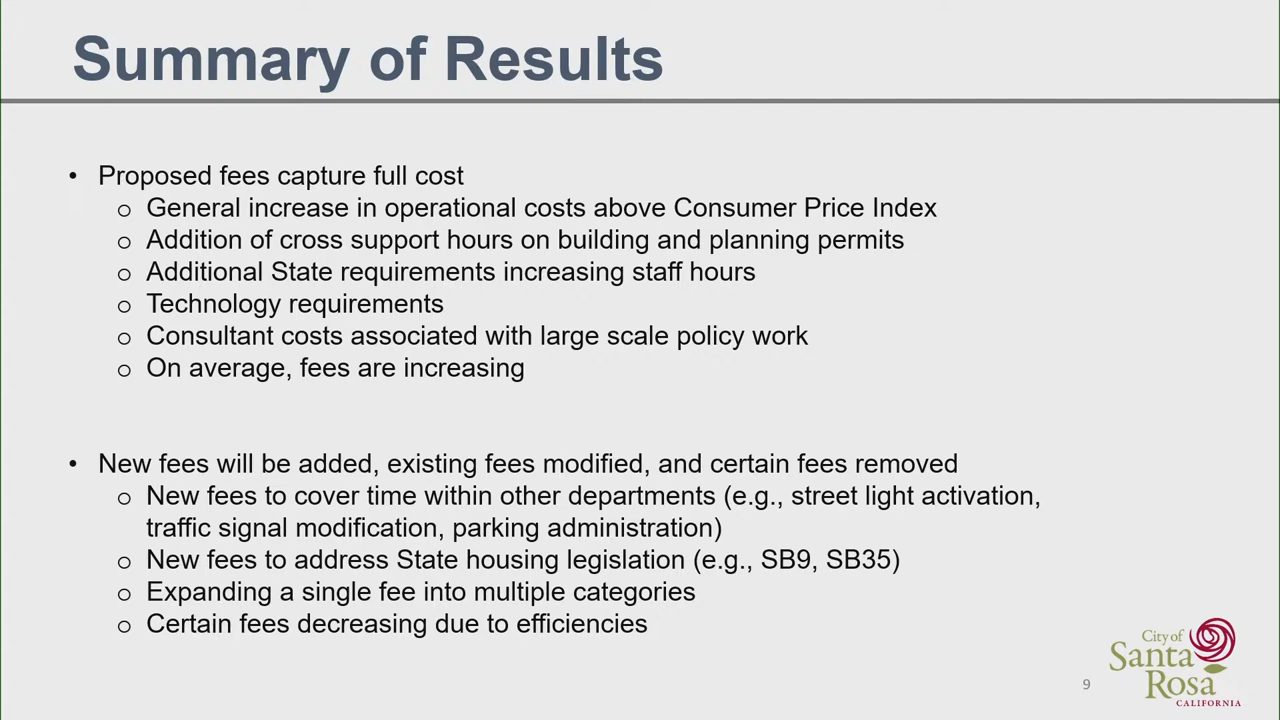 Summary of Results
• Proposed fees capture full cost
o General increase in operational costs above Consumer Price Index
o Addition of cross support hours on building and planning permits
o Additional State requirements increasing staff hours
o Technology requirements
o Consultant costs associated with large scale policy work
o On average, fees are increasing
• New fees will be added, existing fees modified, and certain fees removed
o New fees to cover time within other departments (e.g., street light activation,
traffic signal modification, parking administration)
o New fees to address State housing legislation (e.g., SB9, SB35)
o Expanding a single fee into multiple categories
o Certain fees decreasing due to efficiencies
9
City of
Santa
Rosa
CALIFORNIA